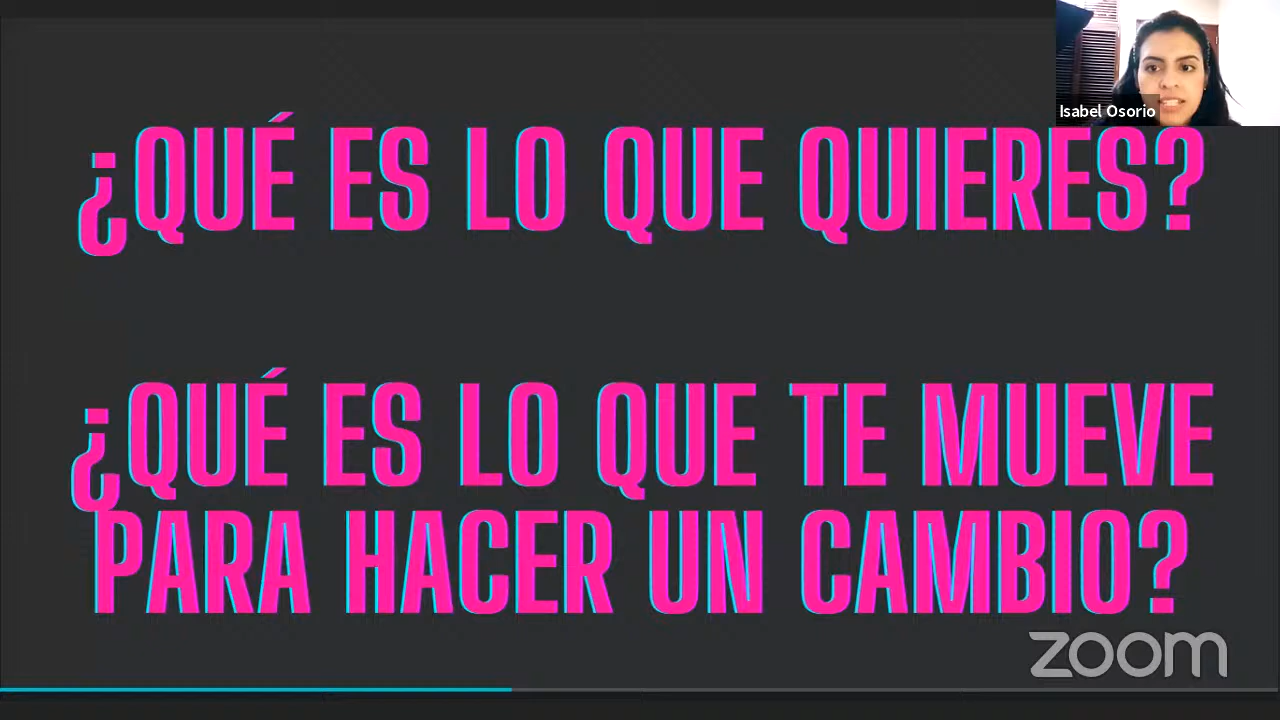 Isabel Osorio
¿QUÉ ES LO QUE QUIERES?
¿QUÉ ES LO QUE TE MUEVE
PARA HACER UN CAMBIO?
zoom